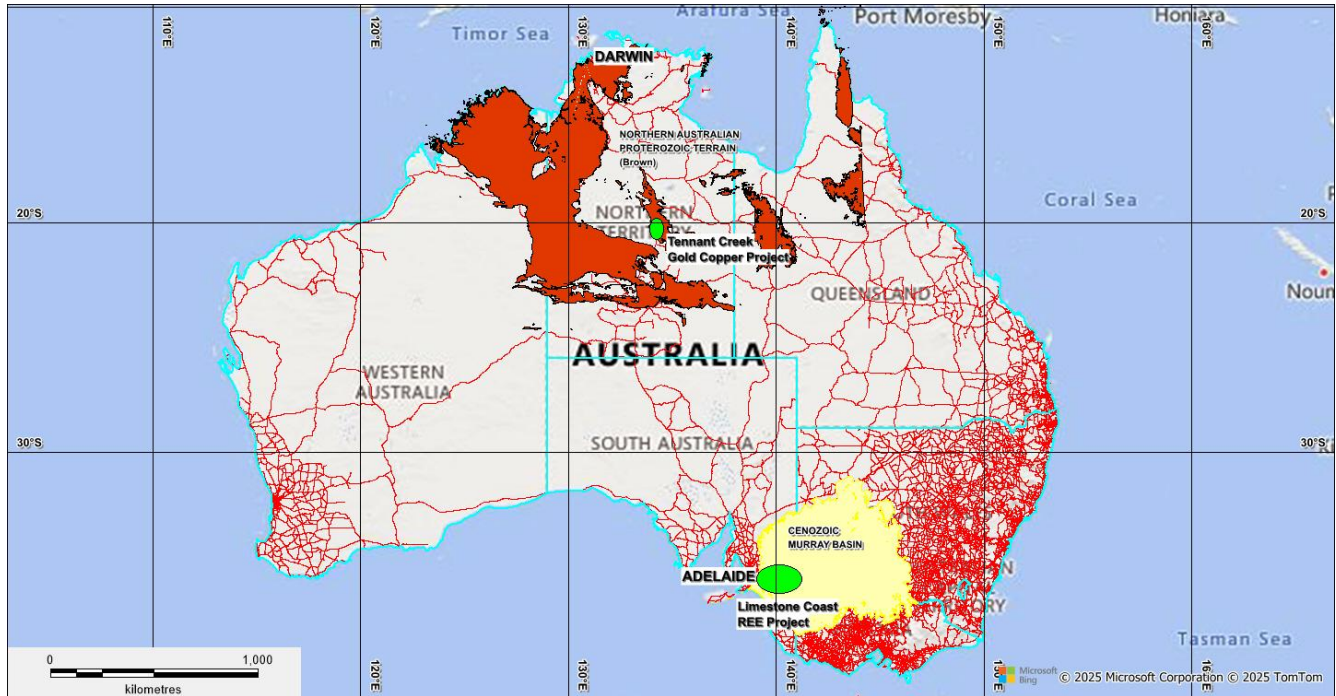 Arafura Sea
Port Moresby
Honiara
110°E
120°E
130°E
140°E
150°E
160°E
Timor Sea
DARWIN
NORTHERN AUSTRALIAN
PROTEROZOIC TERRAIN
(Brown)
Coral Sea
20°S
20°S
NORTHERN
TERRITORY
Tennant Creek
Gold Copper Project
QUEENSLAND
Noun
AUSTRALIA
WESTERN
AUSTRALIA
SOUTH AUSTRALIA
30°S
30°S
CENOZOIC
MURRAY BASIN
ADELAIDE
Limestone Coast
REE Project
Tasman Sea
0
1,000
kilometres
120°E
130°E
140°E
150°E
160°E
Microsoft
Bing
© 2025 Microsoft Corporation © 2025 TomTom